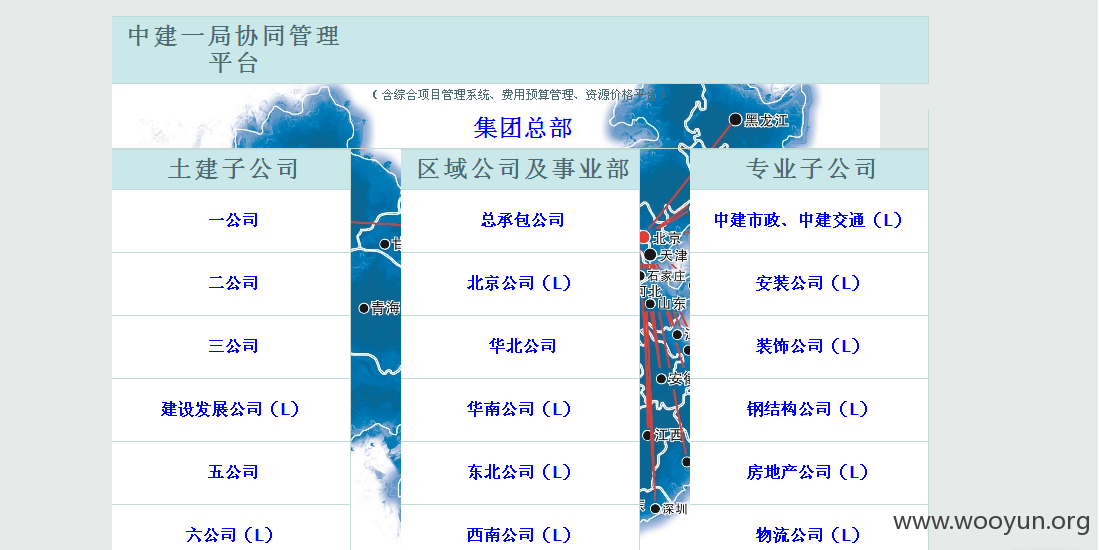 中建一局协同管理
平台
（含综合项目管理系统、费用预算管理、资源价格平台）
集团总部
黑龙江
土建子公司
区域公司及事业部
专业子公司
一公司
总承包公司
中建市政、中建交通（L）
北京
天津
二公司
北京公司（L）
安装公司（L）
石家庄
河北
山东
青海
三公司
华北公司
装饰公司（L）
建设发展公司（L）
华南公司（L）
钢结构公司（L）
江西
五公司
东北公司（L）
房地产公司（L）
深圳
六公司（L）
西南公司（L）
物流公司（L）
www.wooyun.org